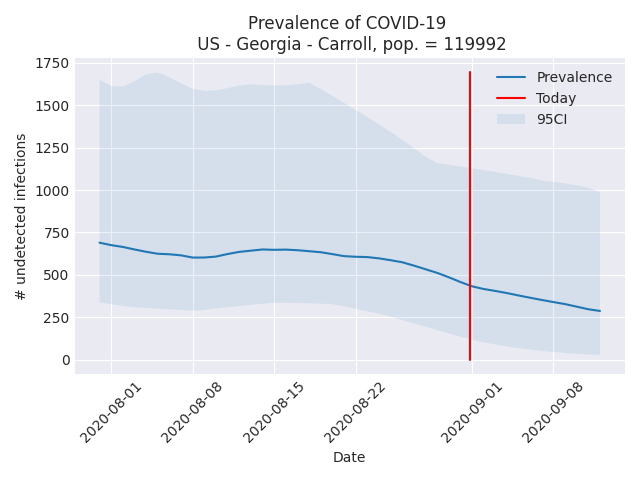 Prevalence of COVID-19
US - Georgia - Carroll, pop. = 119992
Prevalence
Today
95CI
# undetected infections
1750
1500
1250
1000
750
500
250
0
2020-08-01
2020-08-08
2020-08-15
2020-08-22
2020-09-01
2020-09-08
Date